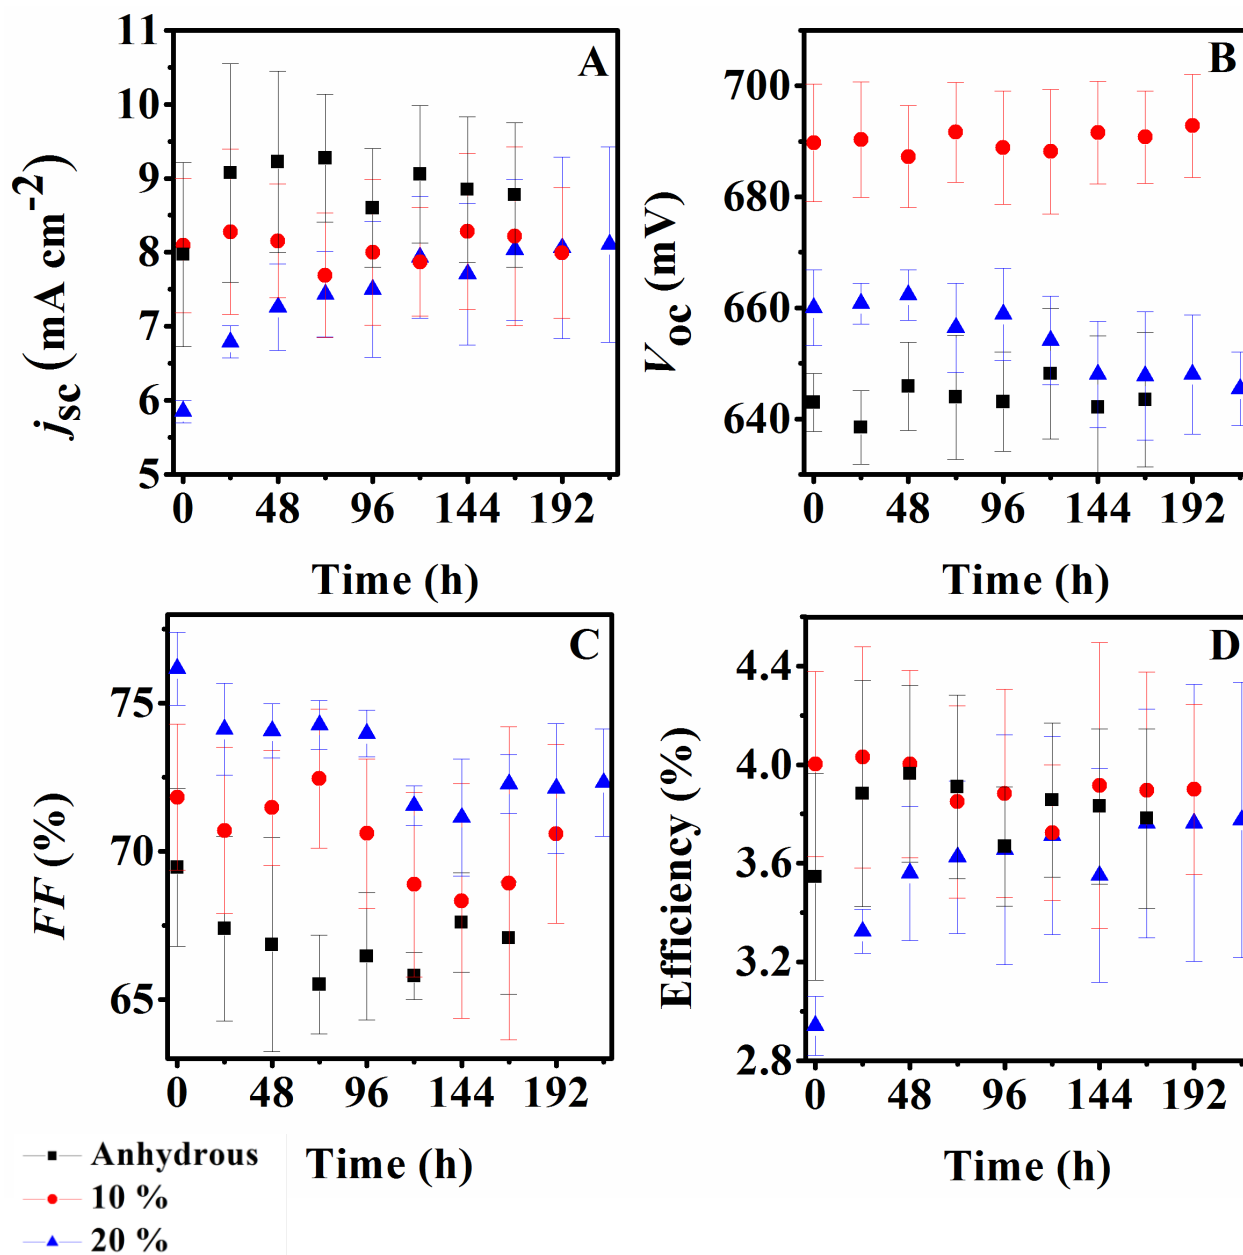 A
11
10
9
8
7
6
5
j_sc (mA cm^-2)
0 48 96 144 192
Time (h)
B
700
680
660
640
V_oc (mV)
0 48 96 144 192
Time (h)
C
75
70
65
FF (%)
0 48 96 144 192
Time (h)
D
4.4
4.0
3.6
3.2
2.8
Efficiency (%)
0 48 96 144 192
Time (h)
Anhydrous
10 %
20 %